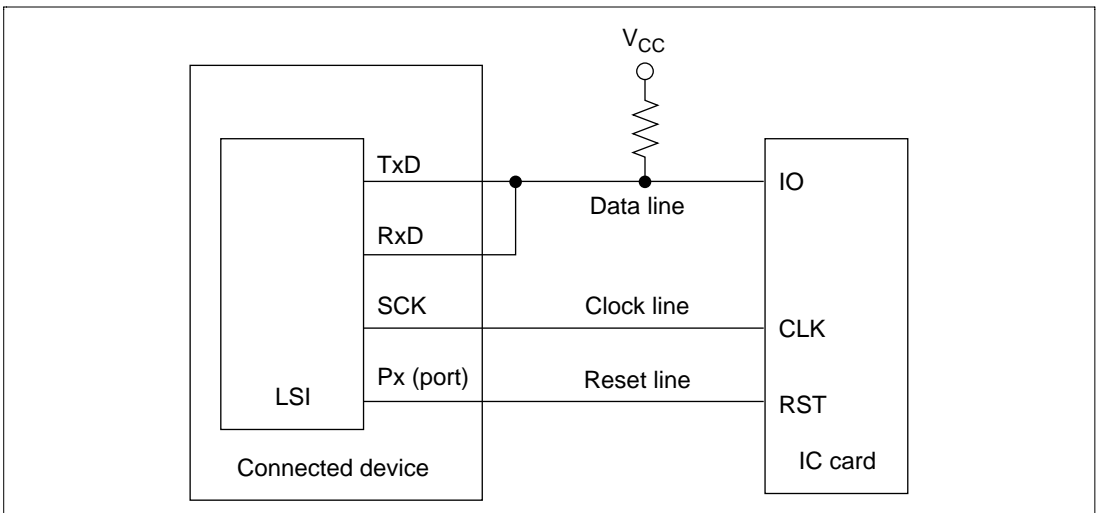 VCC
TxD
IO
Data line
RxD
SCK
Clock line
CLK
Px (port)
Reset line
LSI
RST
Connected device
IC card